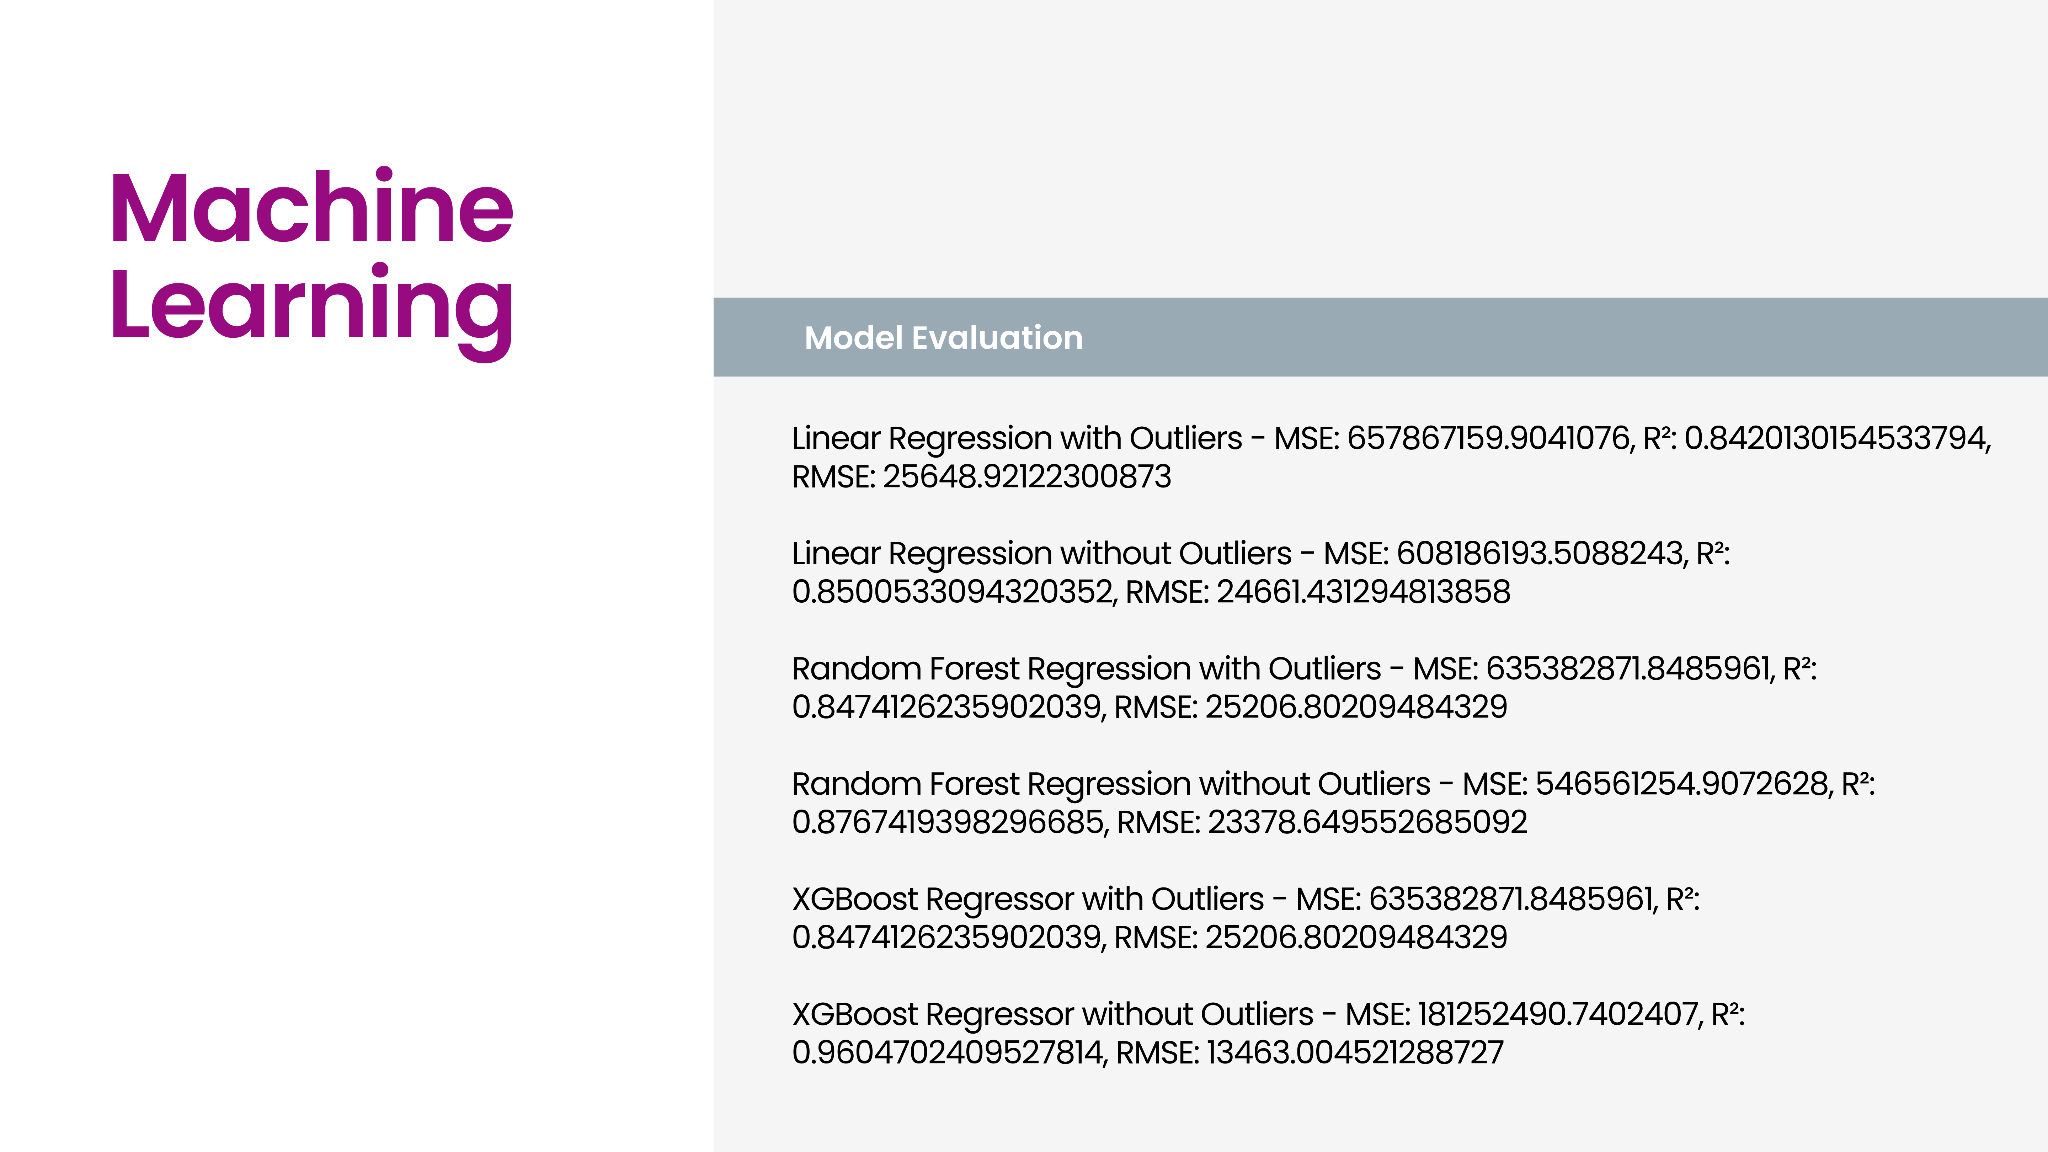 Machine
Learning
Model Evaluation
Linear Regression with Outliers - MSE: 657867159.9041076, R²: 0.8420130154533794,
RMSE: 25648.92122300873
Linear Regression without Outliers - MSE: 608186193.5088243, R²:
0.8500533094320352, RMSE: 24661.431294813858
Random Forest Regression with Outliers - MSE: 635382871.8485961, R²:
0.8474126235902039, RMSE: 25206.80209484329
Random Forest Regression without Outliers - MSE: 546561254.9072628, R²:
0.8767419398296685, RMSE: 23378.649552685092
XGBoost Regressor with Outliers - MSE: 635382871.8485961, R²:
0.8474126235902039, RMSE: 25206.80209484329
XGBoost Regressor without Outliers - MSE: 181252490.7402407, R²:
0.9604702409527814, RMSE: 13463.004521288727